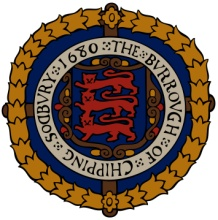 1680 · THE · BVRROVGH · OF · CHIPPING · SODBVRY ·